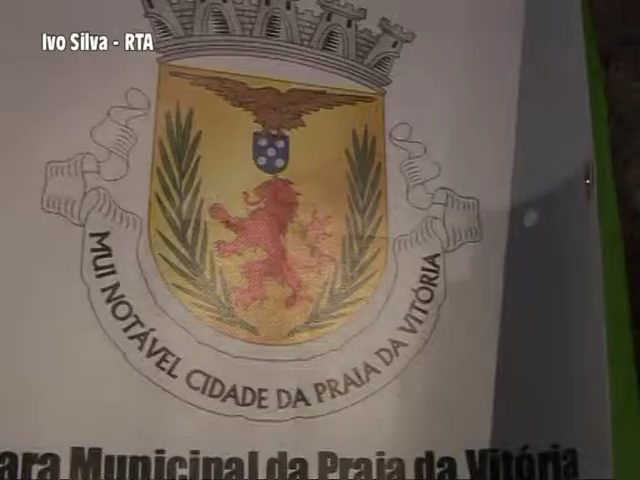 Ivo Silva - RTA
MUI NOTÁVEL CIDADE DA PRAIA DA VITÓRIA
ara Municipal da Praia da Vitória